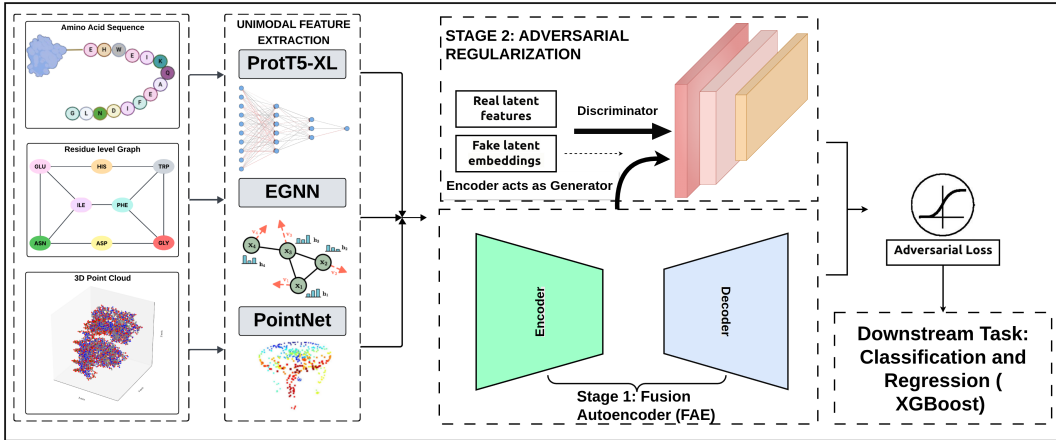 Amino Acid Sequence
E H W E I K
Q
A
E
F
I
D
N
L
G
Residue level Graph
GLU HIS TRP
ILE PHE
ASN ASP GLY
3D Point Cloud
UNIMODAL FEATURE
EXTRACTION
ProtT5-XL
EGNN
PointNet
STAGE 2: ADVERSARIAL
REGULARIZATION
Real latent
features
Discriminator
Fake latent
embeddings
Encoder acts as Generator
Encoder
Decoder
Stage 1: Fusion
Autoencoder (FAE)
Adversarial Loss
Downstream Task:
Classification and
Regression (
XGBoost)